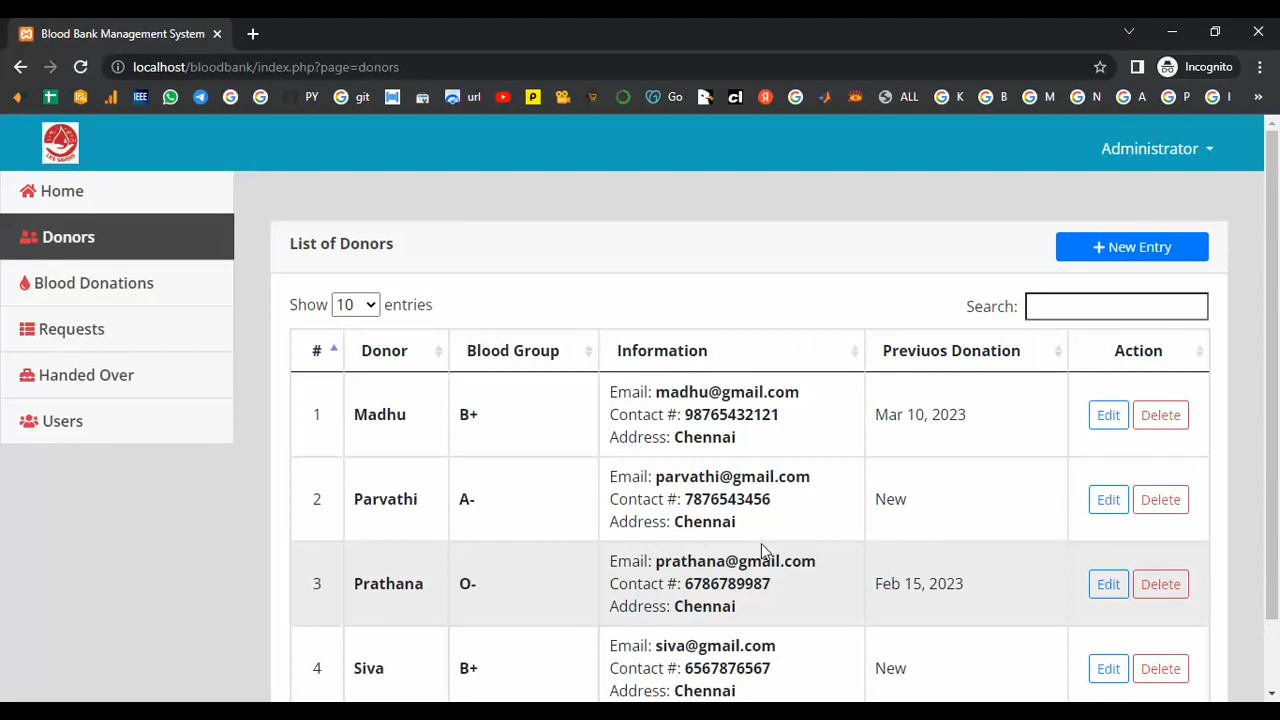 Blood Bank Management System
localhost/bloodbank/index.php?page=donors
Incognito
IEEE PY git url P Go cl Я ALL K B M N A P I
LIFE SAVERS
Administrator
Home
Donors
Blood Donations
Requests
Handed Over
Users
List of Donors
+ New Entry
Show 10 entries
Search:
# Donor Blood Group Information Previuos Donation Action
1 Madhu B+ Email: madhu@gmail.com Mar 10, 2023 Edit Delete
Contact #: 98765432121
Address: Chennai
2 Parvathi A- Email: parvathi@gmail.com New Edit Delete
Contact #: 7876543456
Address: Chennai
3 Prathana O- Email: prathana@gmail.com Feb 15, 2023 Edit Delete
Contact #: 6786789987
Address: Chennai
4 Siva B+ Email: siva@gmail.com New Edit Delete
Contact #: 6567876567
Address: Chennai